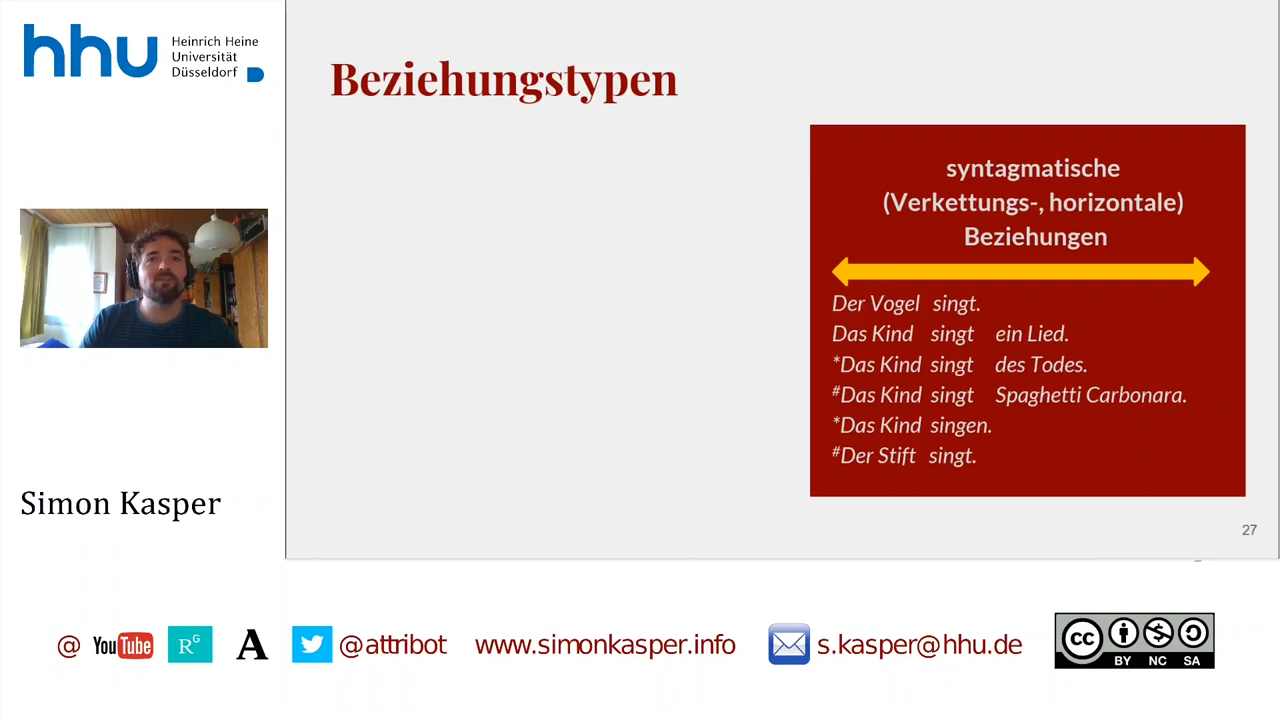 hhu Heinrich Heine
Universität
Düsseldorf
Beziehungstypen
syntagmatische
(Verkettungs-, horizontale)
Beziehungen
Der Vogel singt.
Das Kind singt ein Lied.
*Das Kind singt des Todes.
#Das Kind singt Spaghetti Carbonara.
*Das Kind singen.
#Der Stift singt.
27
Simon Kasper
@ YouTube RG A @attribot www.simonkasper.info s.kasper@hhu.de
cc BY NC SA